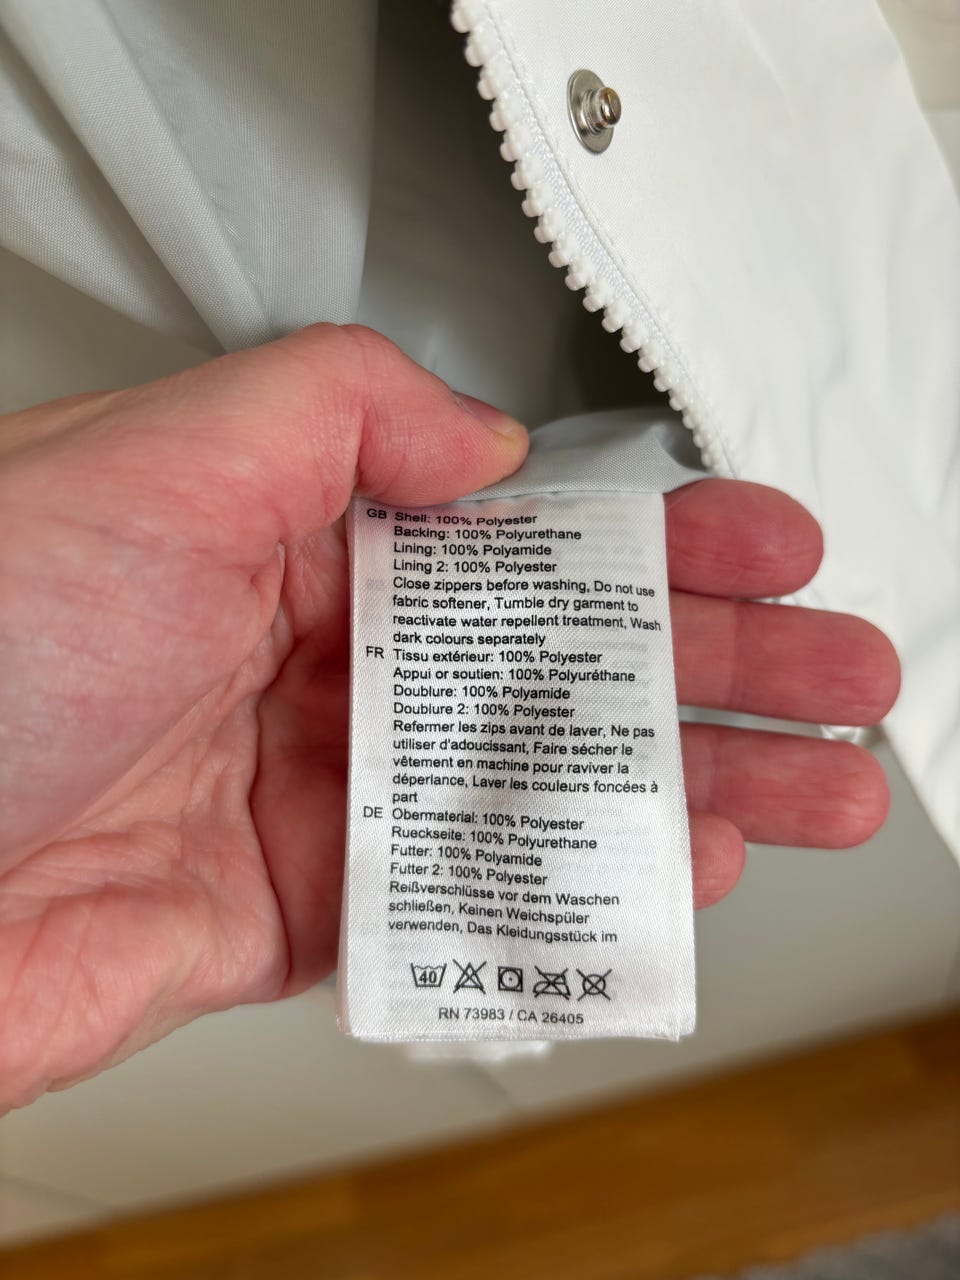 GB Shell: 100% Polyester
Backing: 100% Polyurethane
Lining: 100% Polyamide
Lining 2: 100% Polyester
Close zippers before washing, Do not use
fabric softener, Tumble dry garment to
reactivate water repellent treatment, Wash
dark colours separately
FR Tissu extérieur: 100% Polyester
Appui or soutien: 100% Polyuréthane
Doublure: 100% Polyamide
Doublure 2: 100% Polyester
Refermer les zips avant de laver, Ne pas
utiliser d'adoucissant, Faire sécher le
vêtement en machine pour raviver la
déperlance, Laver les couleurs foncées à
part
DE Obermaterial: 100% Polyester
Rueckseite: 100% Polyurethane
Futter: 100% Polyamide
Futter 2: 100% Polyester
Reißverschlüsse vor dem Waschen
schließen, Keinen Weichspüler
verwenden, Das Kleidungsstück im
40
RN 73983 / CA 26405